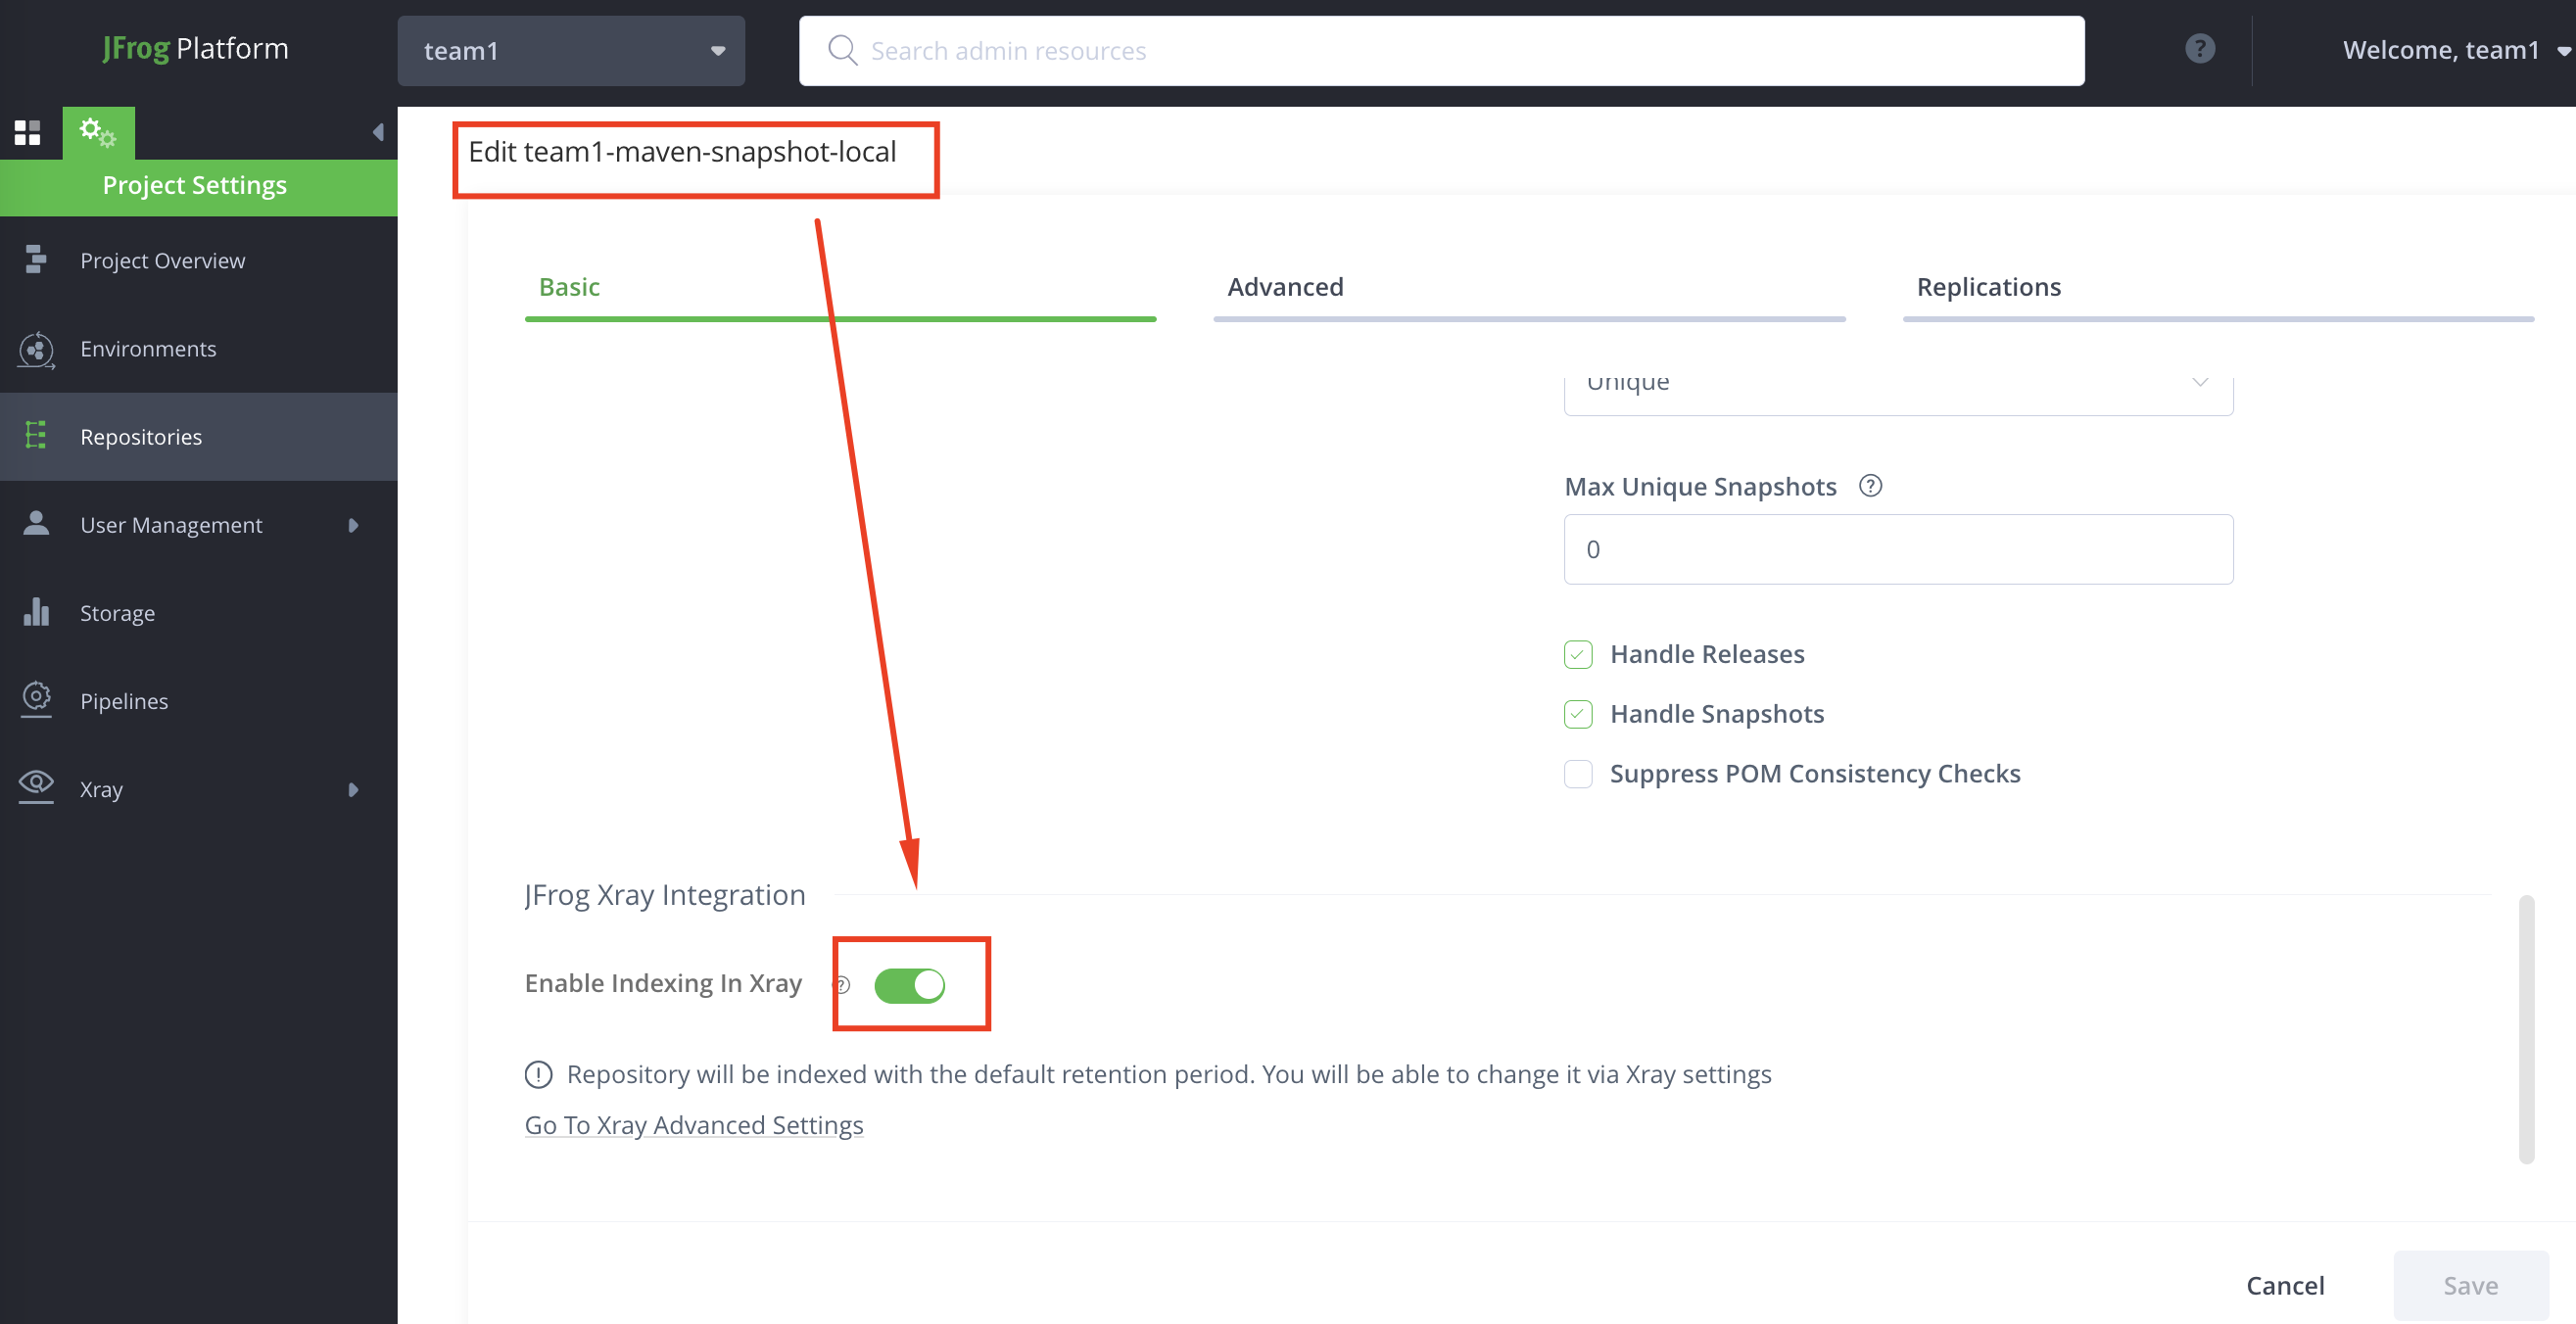 JFrog Platform
team1
Search admin resources
?
Welcome, team1
Project Settings
Project Overview
Environments
Repositories
User Management
Storage
Pipelines
Xray
Edit team1-maven-snapshot-local
Basic
Advanced
Replications
Unique
Max Unique Snapshots ?
0
Handle Releases
Handle Snapshots
Suppress POM Consistency Checks
JFrog Xray Integration
Enable Indexing In Xray ?
Repository will be indexed with the default retention period. You will be able to change it via Xray settings
Go To Xray Advanced Settings
Cancel
Save